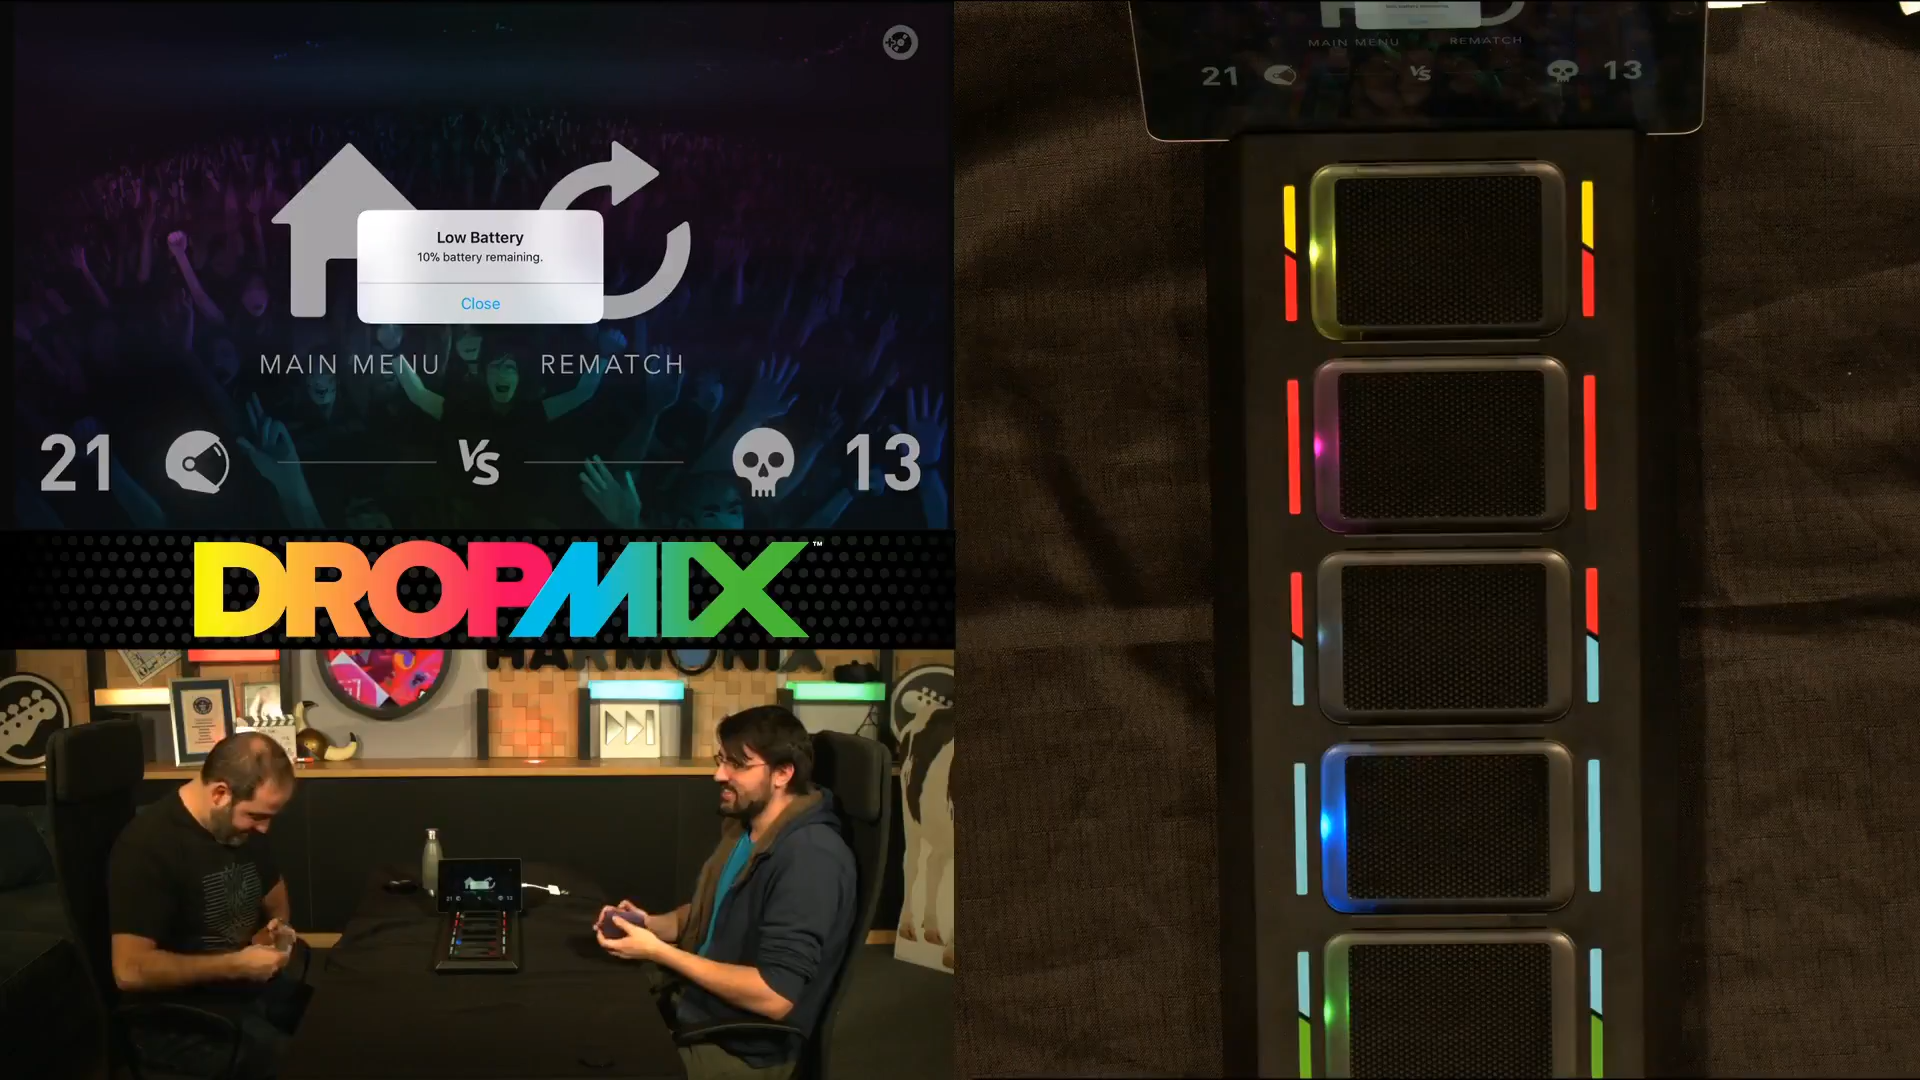 Low Battery
10% battery remaining.
Close
MAIN MENU
REMATCH
21
VS
13
DROPMIX™
HARMONIX
MAIN MENU
REMATCH
21
VS
13